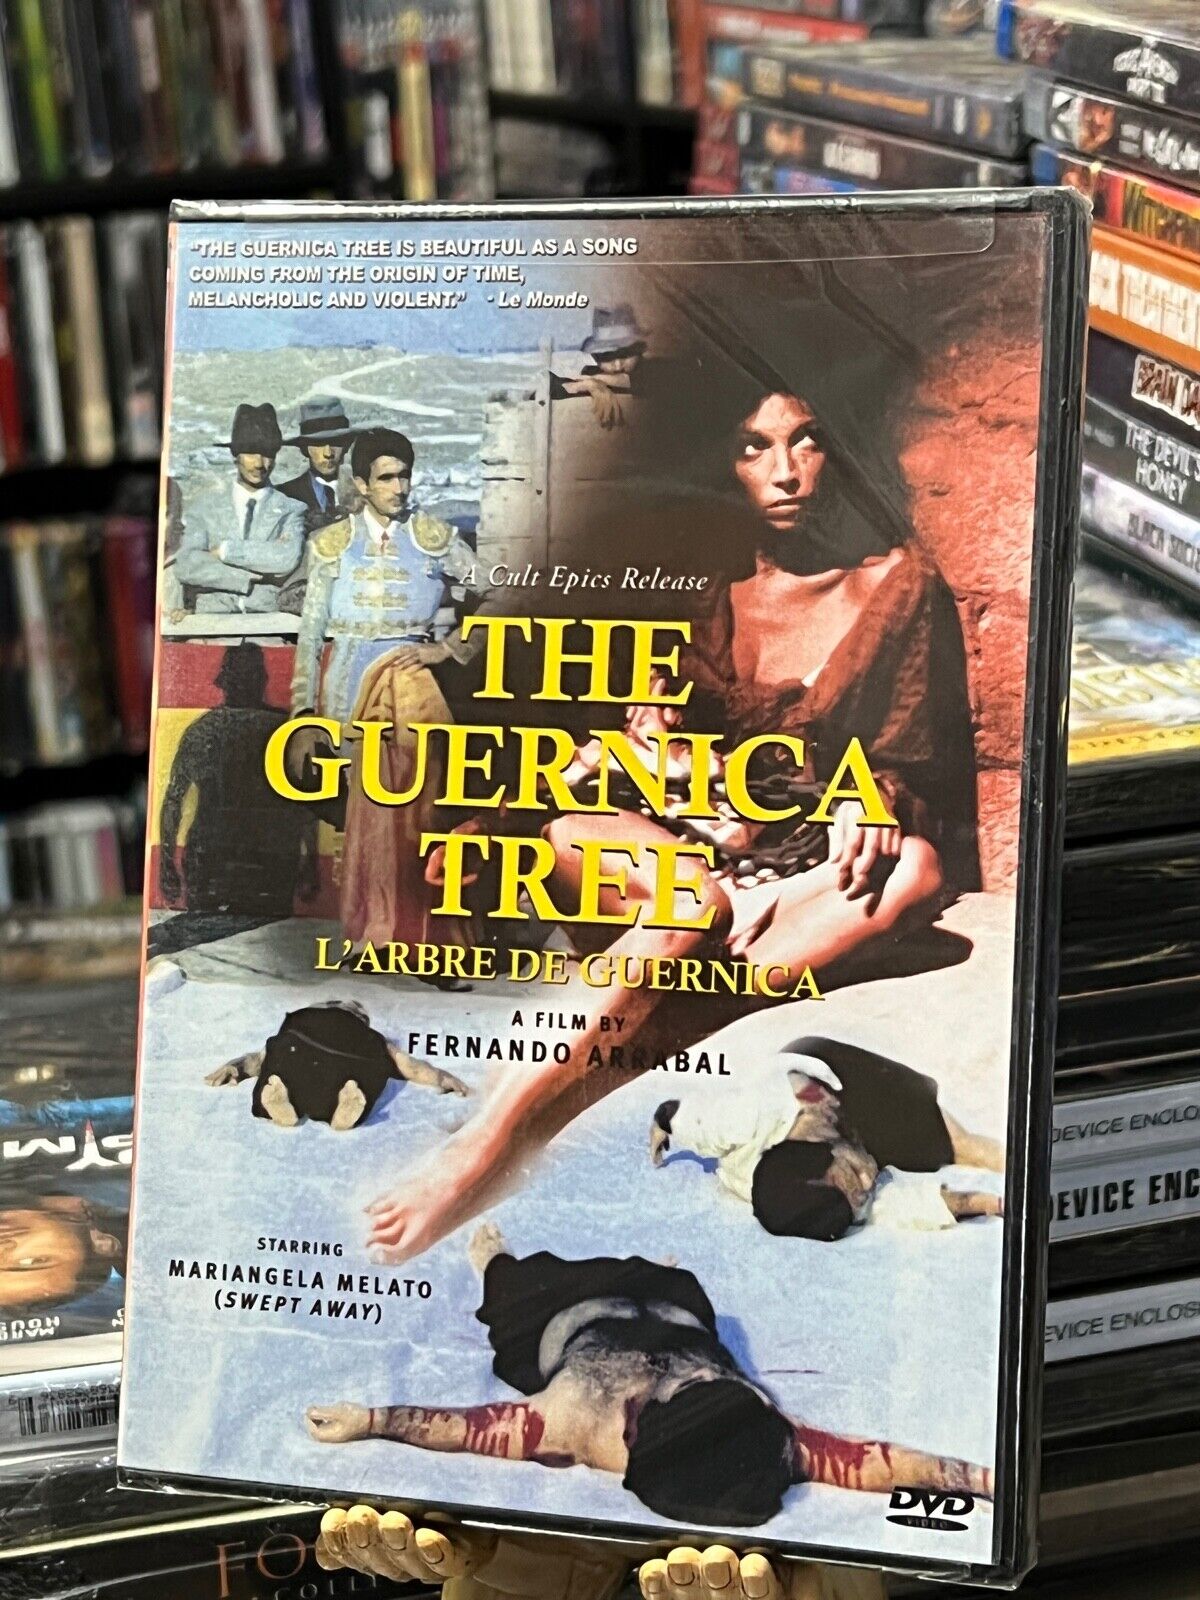 "THE GUERNICA TREE IS BEAUTIFUL AS A SONG
COMING FROM THE ORIGIN OF TIME,
MELANCHOLIC AND VIOLENT." - Le Monde
A Cult Epics Release
THE
GUERNICA
TREE
L'ARBRE DE GUERNICA
A FILM BY
FERNANDO ARRABAL
STARRING
MARIANGELA MELATO
(SWEPT AWAY)
DVD
VIDEO
THE DEVIL'S
HONEY
DEVICE ENCLO
DEVICE ENC
EVICE ENCLOS